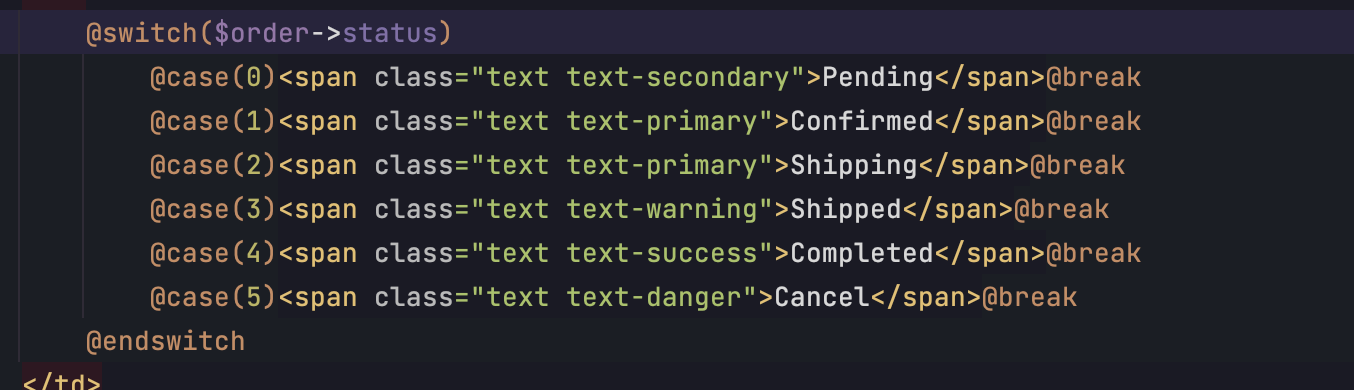 @switch($order->status)
@case(0)<span class="text text-secondary">Pending</span>@break
@case(1)<span class="text text-primary">Confirmed</span>@break
@case(2)<span class="text text-primary">Shipping</span>@break
@case(3)<span class="text text-warning">Shipped</span>@break
@case(4)<span class="text text-success">Completed</span>@break
@case(5)<span class="text text-danger">Cancel</span>@break
@endswitch
</td>